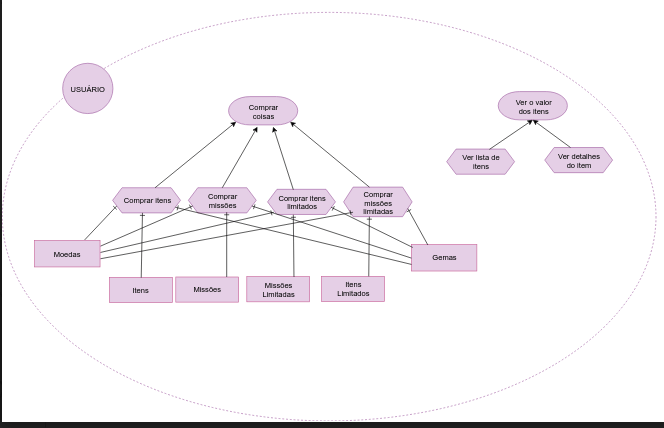 USUÁRIO
Comprar
coisas
Ver o valor
dos itens
Ver lista de
itens
Ver detalhes
do item
Comprar itens
Comprar
missões
Comprar itens
limitados
Comprar
missões
limitadas
Moedas
Gemas
Itens
Missões
Missões
Limitadas
Itens
Limitados